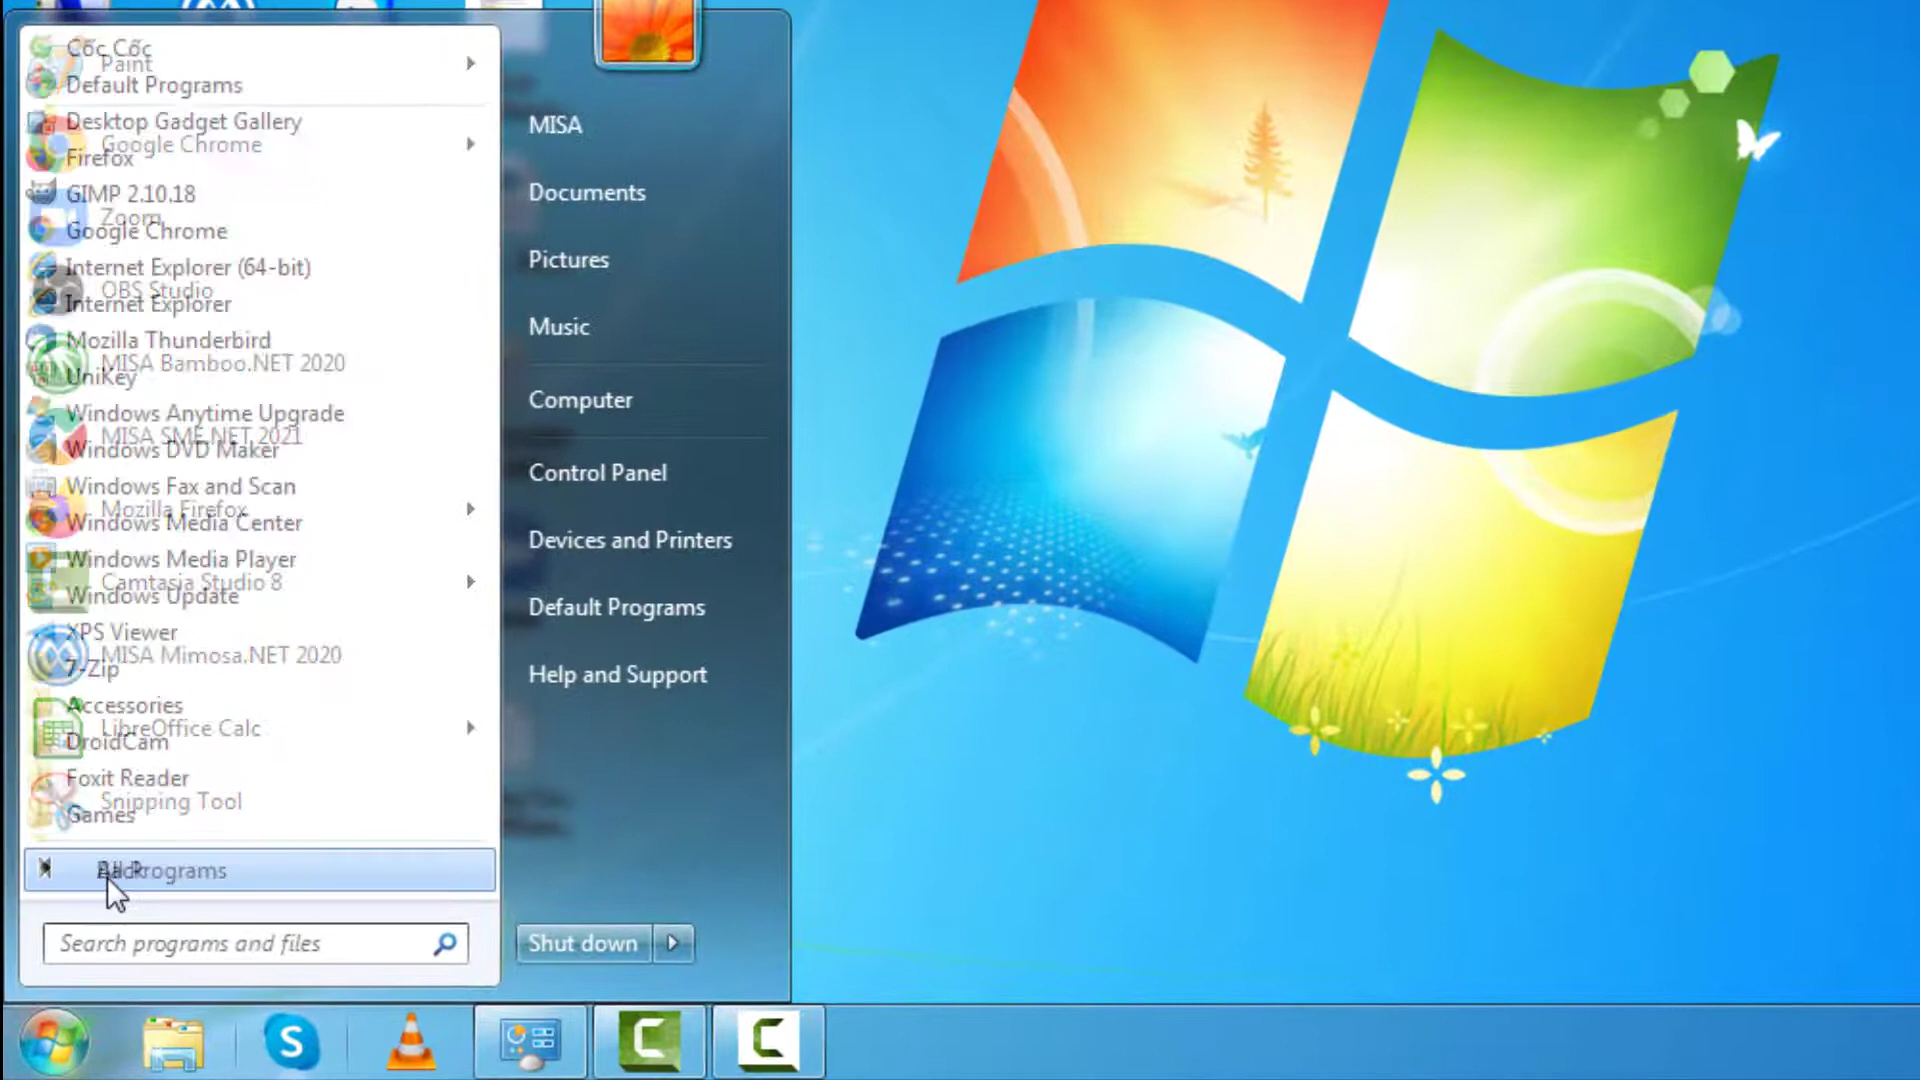 Cốc Cốc
Paint
Default Programs
Desktop Gadget Gallery
Google Chrome
Firefox
GIMP 2.10.18
Zoom
Google Chrome
Internet Explorer (64-bit)
OBS Studio
Internet Explorer
Mozilla Thunderbird
MISA Bamboo.NET 2020
UniKey
Windows Anytime Upgrade
MISA SME.NET 2021
Windows DVD Maker
Windows Fax and Scan
Mozilla Firefox
Windows Media Center
Windows Media Player
Camtasia Studio 8
Windows Update
XPS Viewer
MISA Mimosa.NET 2020
7-Zip
Accessories
LibreOffice Calc
DroidCam
Foxit Reader
Snipping Tool
Games
All Programs
Back
Search programs and files
MISA
Documents
Pictures
Music
Computer
Control Panel
Devices and Printers
Default Programs
Help and Support
Shut down